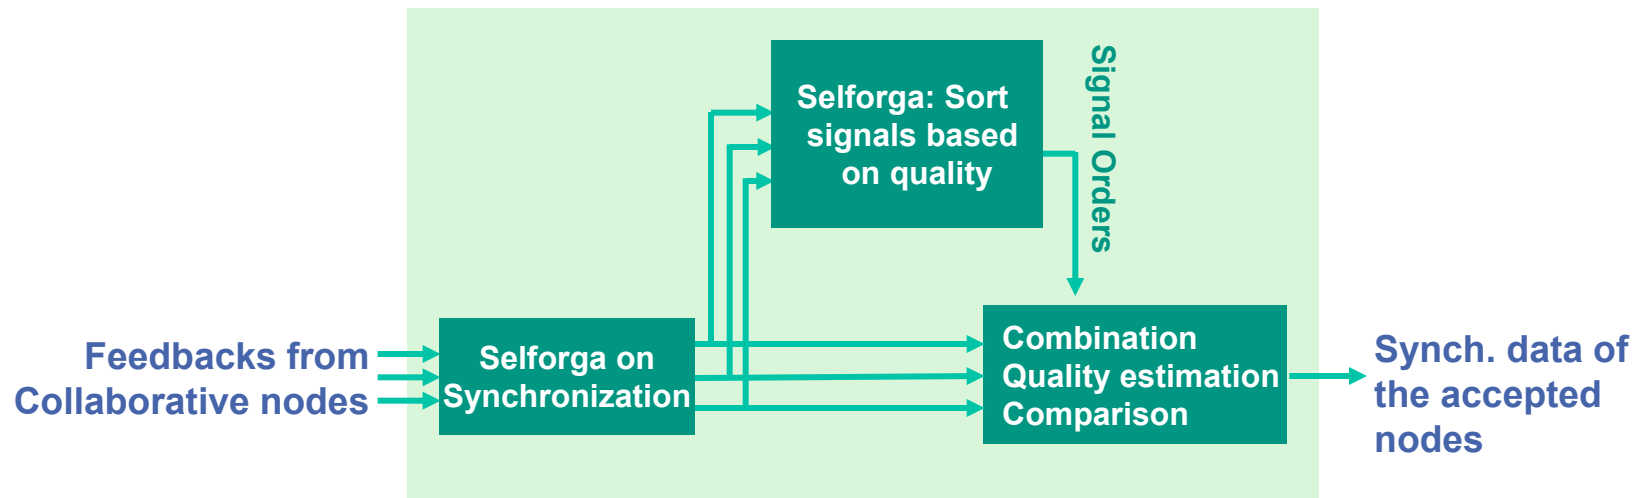 Selforga: Sort
signals based
on quality
Signal Orders
Feedbacks from
Collaborative nodes
Selforga on
Synchronization
Combination
Quality estimation
Comparison
Synch. data of
the accepted
nodes